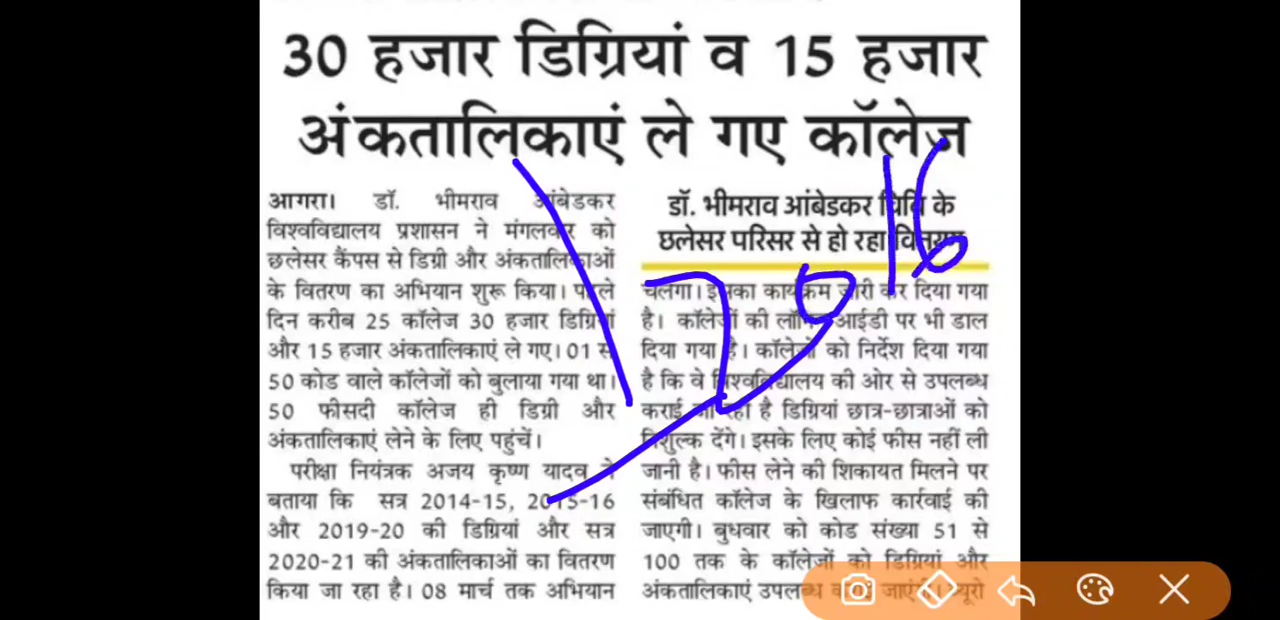 30 हजार डिग्रियां व 15 हजार
अंकतालिकाएं ले गए कॉलेज
आगरा। डॉ. भीमराव आंबेडकर
विश्वविद्यालय प्रशासन ने मंगलवार को
छलेसर कैंपस से डिग्री और अंकतालिकाओं
के वितरण का अभियान शुरू किया। पहले
दिन करीब 25 कॉलेज 30 हजार डिग्रियां
और 15 हजार अंकतालिकाएं ले गए। 01 से
50 कोड वाले कॉलेजों को बुलाया गया था।
50 फीसदी कॉलेज ही डिग्री और
अंकतालिकाएं लेने के लिए पहुंचें।
परीक्षा नियंत्रक अजय कृष्ण यादव ने
बताया कि सत्र 2014-15, 2015-16
और 2019-20 की डिग्रियां और सत्र
2020-21 की अंकतालिकाओं का वितरण
किया जा रहा है। 08 मार्च तक अभियान
डॉ. भीमराव आंबेडकर विवि के
छलेसर परिसर से हो रहा वितरण
चलेगा। इसका कार्यक्रम जारी कर दिया गया
है। कॉलेजों की लॉगिन आईडी पर भी डाल
दिया गया है। कॉलेजों को निर्देश दिया गया
है कि वे विश्वविद्यालय की ओर से उपलब्ध
कराई जा रही है डिग्रियां छात्र-छात्राओं को
निशुल्क देंगे। इसके लिए कोई फीस नहीं ली
जानी है। फीस लेने की शिकायत मिलने पर
संबंधित कॉलेज के खिलाफ कार्रवाई की
जाएगी। बुधवार को कोड संख्या 51 से
100 तक के कॉलेजों को डिग्रियां और
अंकतालिकाएं उपलब्ध कराई जाएंगी। ब्यूरो